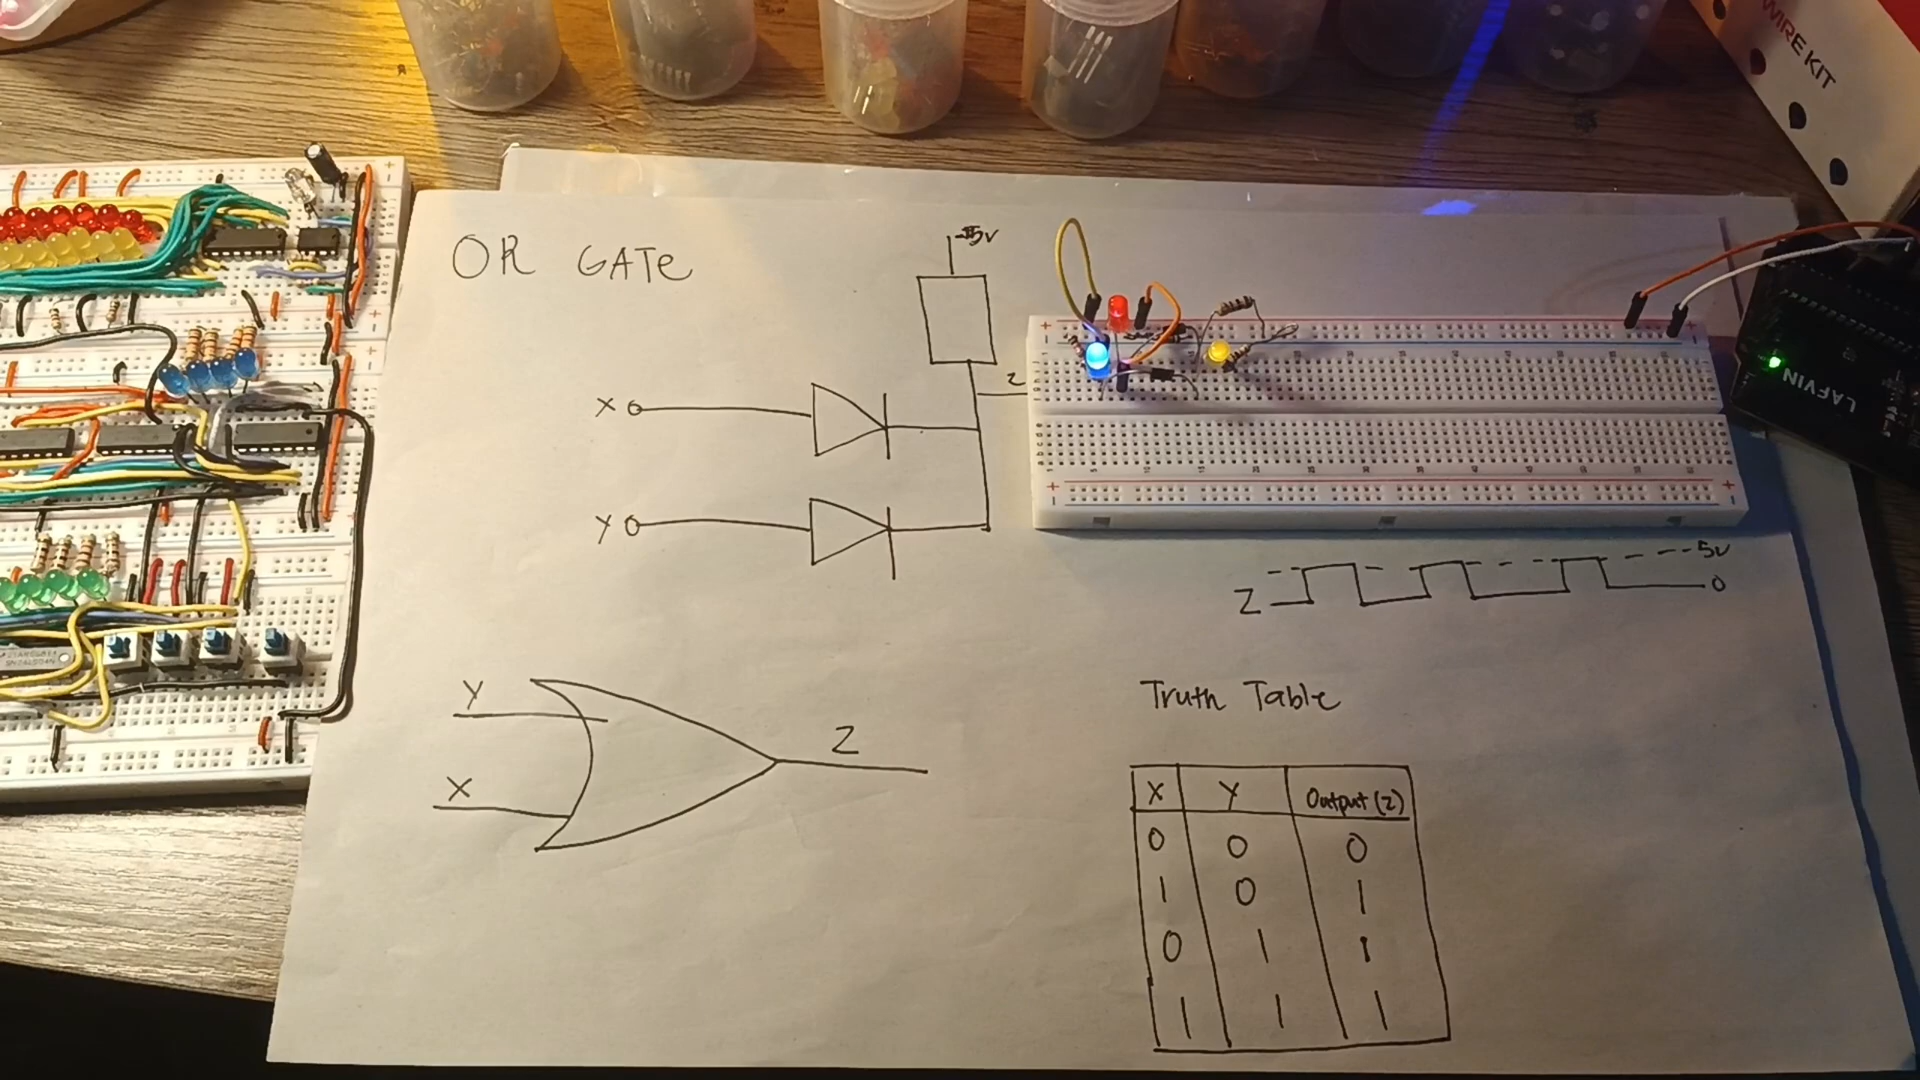 WIRE KIT
OR GATE
-5v
Z
X
Y
LAFVIN
5v
Z
0
Y
X
Z
Truth Table
X Y Output (z)
0 0 0
1 0 1
0 1 1
1 1 1